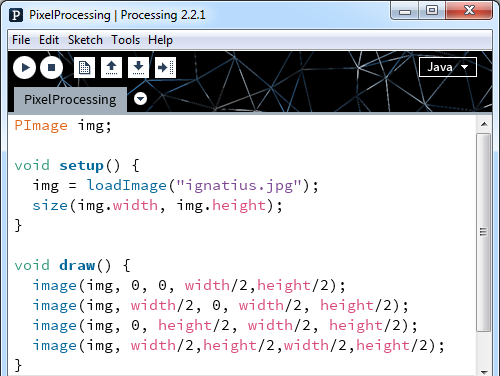 PixelProcessing | Processing 2.2.1
File Edit Sketch Tools Help
Java
PixelProcessing
PImage img;
void setup() {
  img = loadImage("ignatius.jpg");
  size(img.width, img.height);
}
void draw() {
  image(img, 0, 0, width/2,height/2);
  image(img, width/2, 0, width/2, height/2);
  image(img, 0, height/2, width/2, height/2);
  image(img, width/2,height/2,width/2,height/2);
}